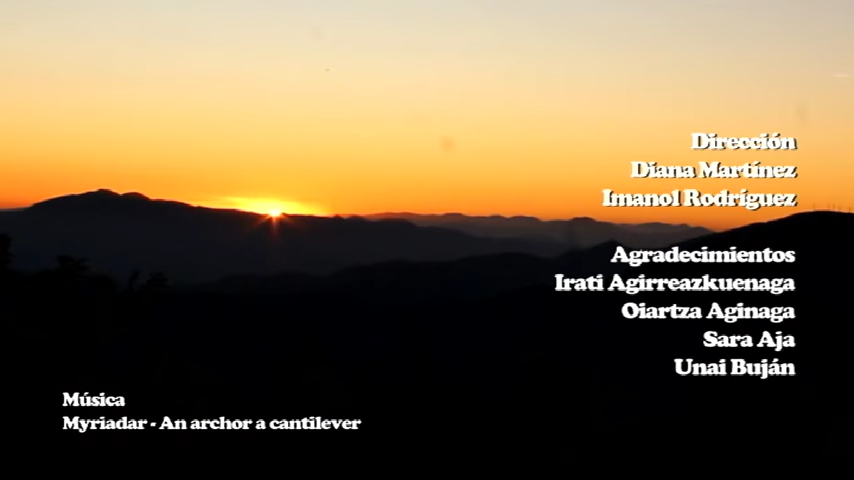 Dirección
Diana Martínez
Imanol Rodríguez
Agradecimientos
Irati Agirreazkuenaga
Oiartza Aginaga
Sara Aja
Unai Buján
Música
Myriadar - An archor a cantilever